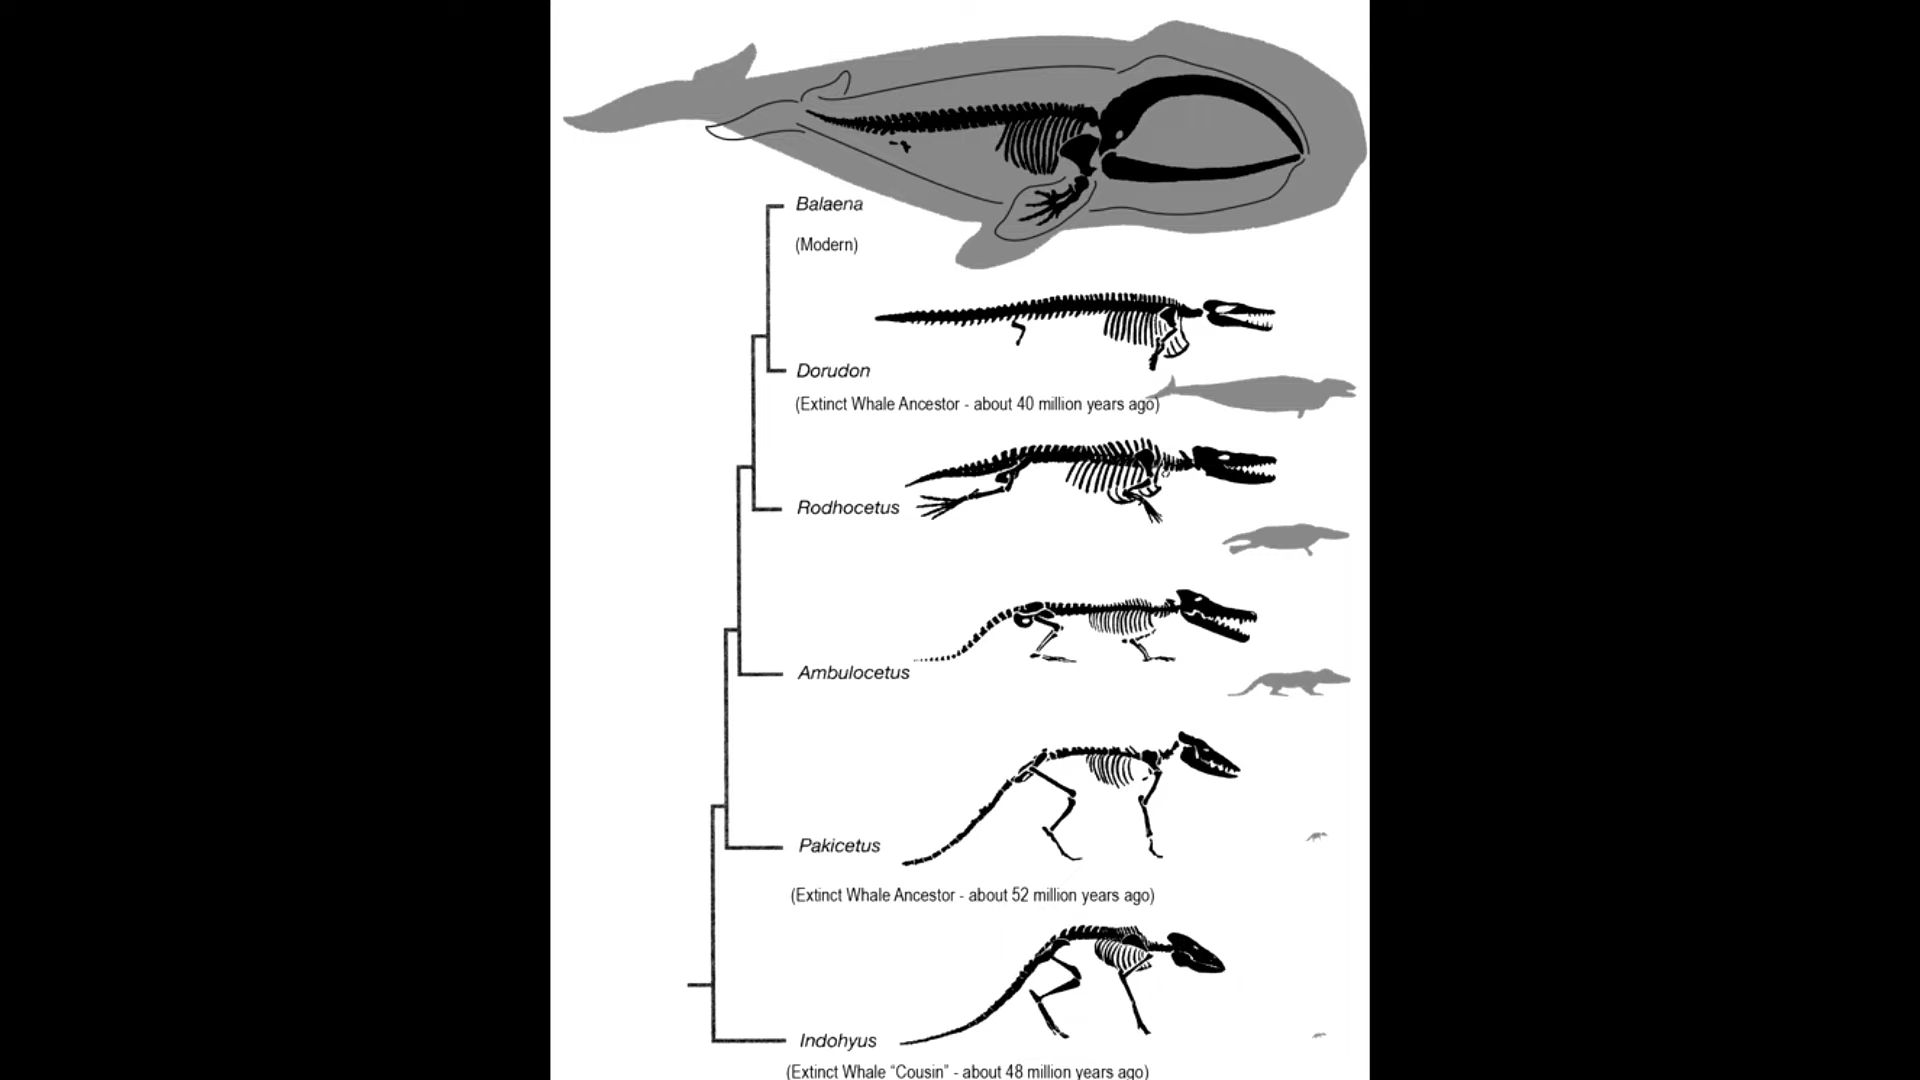 Balaena
(Modern)
Dorudon
(Extinct Whale Ancestor - about 40 million years ago)
Rodhocetus
Ambulocetus
Pakicetus
(Extinct Whale Ancestor - about 52 million years ago)
Indohyus
(Extinct Whale “Cousin” - about 48 million years ago)